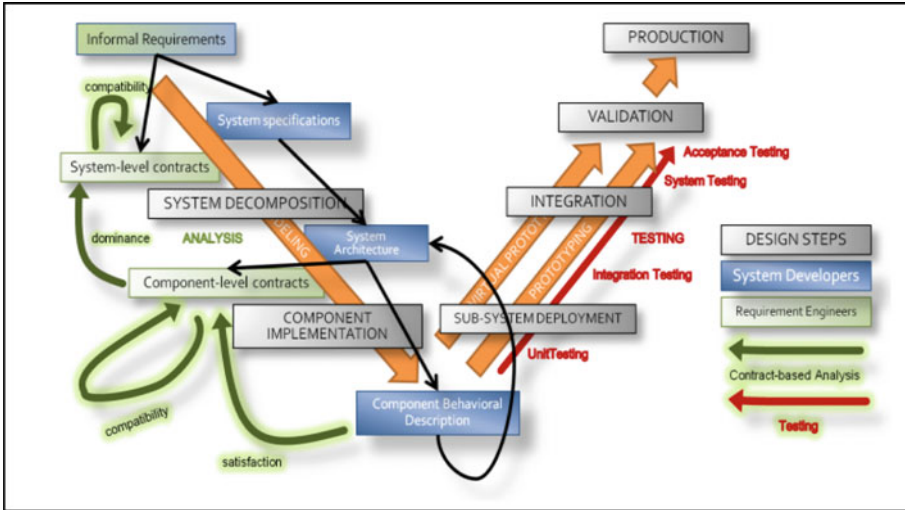 Informal Requirements
PRODUCTION
compatibility
System specifications
VALIDATION
Acceptance Testing
System-level contracts
System Testing
SYSTEM DECOMPOSITION
INTEGRATION
dominance
ANALYSIS
System
Architecture
TESTING
DESIGN STEPS
VIRTUAL
PROTOTYPING
Integration Testing
System Developers
Component-level contracts
Requirement Engineers
COMPONENT
IMPLEMENTATION
SUB-SYSTEM DEPLOYMENT
UnitTesting
Contract-based Analysis
Component Behavioral
Description
compatibility
satisfaction
Testing